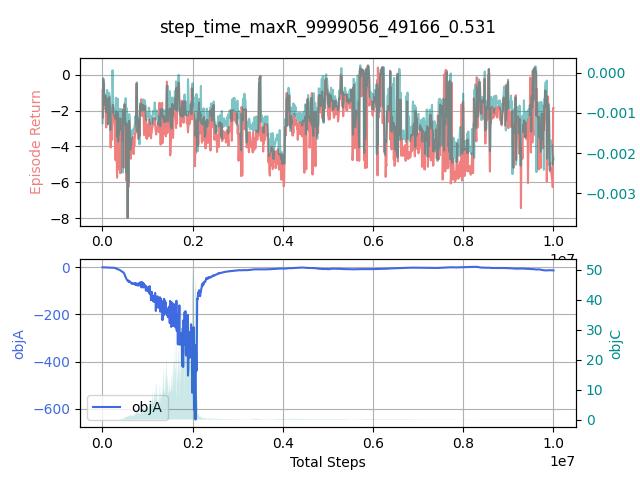 step_time_maxR_9999056_49166_0.531
0
−2
−4
−6
−8
Episode Return
0.000
−0.001
−0.002
−0.003
0.0 0.2 0.4 0.6 0.8 1.0
1e7
0
−200
−400
−600
objA
50
40
30
20
10
0
objC
objA
0.0 0.2 0.4 0.6 0.8 1.0
Total Steps
1e7